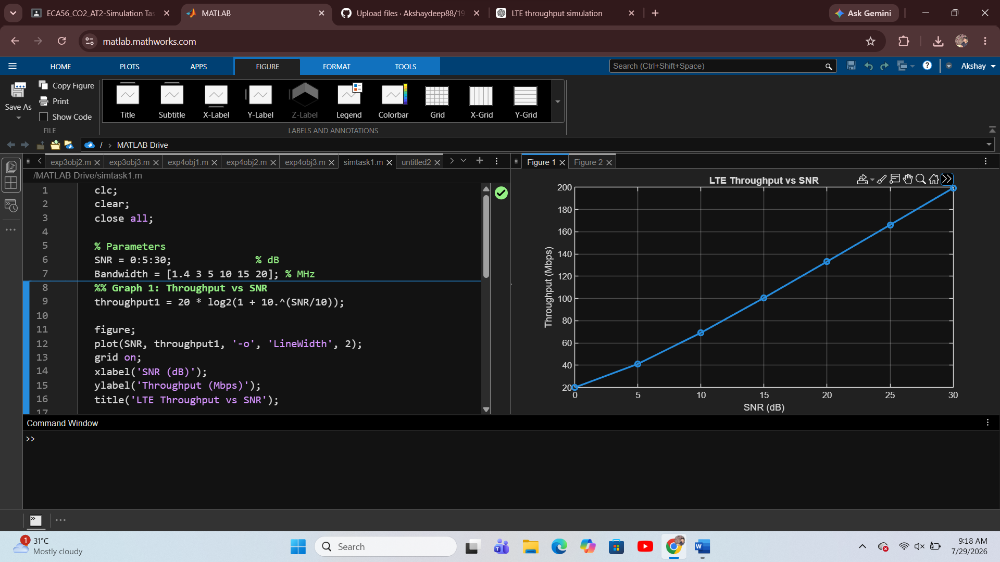 ECA56_CO2_AT2-Simulation Tas
MATLAB
Upload files · Akshaydeep88/19
LTE throughput simulation
Ask Gemini
matlab.mathworks.com
HOME
PLOTS
APPS
FIGURE
FORMAT
TOOLS
Search (Ctrl+Shift+Space)
Akshay
Save As
Copy Figure
Print
Show Code
FILE
Title
Subtitle
X-Label
Y-Label
Z-Label
Legend
Colorbar
Grid
X-Grid
Y-Grid
LABELS AND ANNOTATIONS
/ › MATLAB Drive
exp3obj2.m
exp3obj3.m
exp4obj1.m
exp4obj2.m
exp4obj3.m
simtask1.m
untitled2
/MATLAB Drive/simtask1.m
1 clc;
2 clear;
3 close all;
4
5 % Parameters
6 SNR = 0:5:30; % dB
7 Bandwidth = [1.4 3 5 10 15 20]; % MHz
8 %% Graph 1: Throughput vs SNR
9 throughput1 = 20 * log2(1 + 10.^(SNR/10));
10
11 figure;
12 plot(SNR, throughput1, '-o', 'LineWidth', 2);
13 grid on;
14 xlabel('SNR (dB)');
15 ylabel('Throughput (Mbps)');
16 title('LTE Throughput vs SNR');
17
Figure 1
Figure 2
LTE Throughput vs SNR
Throughput (Mbps)
200
180
160
140
120
100
80
60
40
20
0 5 10 15 20 25 30
SNR (dB)
Command Window
>>
1
31°C
Mostly cloudy
Search
9:18 AM
7/29/2026